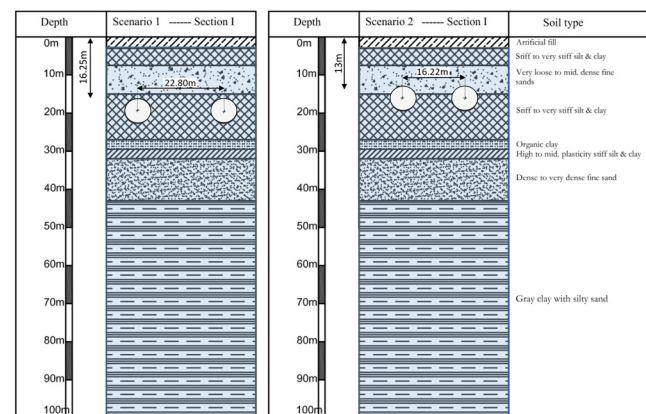 Depth
Scenario 1 ------ Section I
Depth
Scenario 2 ------ Section I
Soil type
0m
10m
20m
30m
40m
50m
60m
70m
80m
90m
100m
16.25m
22.80m
0m
10m
20m
30m
40m
50m
60m
70m
80m
90m
100m
13m
16.22m
Artificial fill
Stiff to very stiff silt & clay
Very loose to mid. dense fine
sands
Stiff to very stiff silt & clay
Organic clay
High to mid. plasticity stiff silt & clay
Dense to very dense fine sand
Gray clay with silty sand